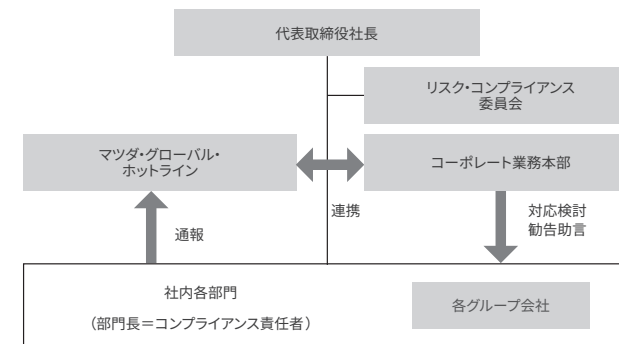 代表取締役社長
リスク・コンプライアンス
委員会
マツダ・グローバル・
ホットライン
コーポレート業務本部
連携
対応検討
勧告助言
通報
社内各部門
（部門長＝コンプライアンス責任者）
各グループ会社